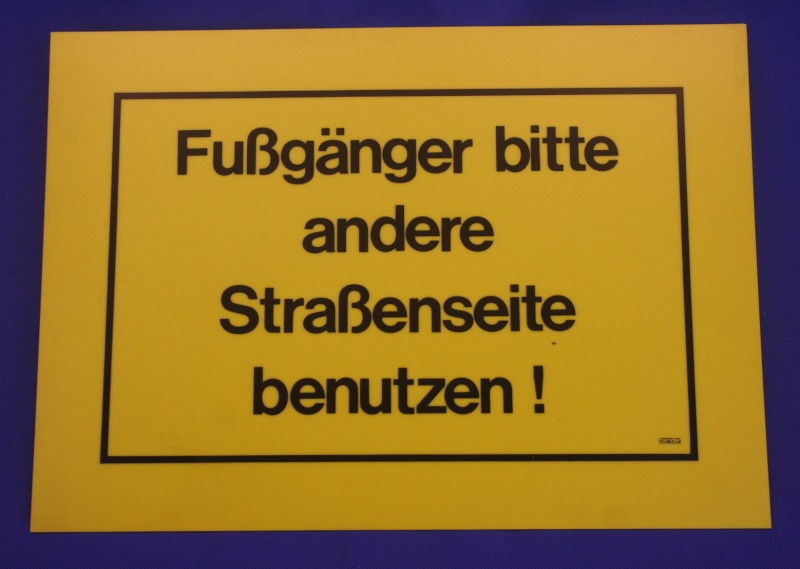 Fußgänger bitte
andere
Straßenseite
benutzen !